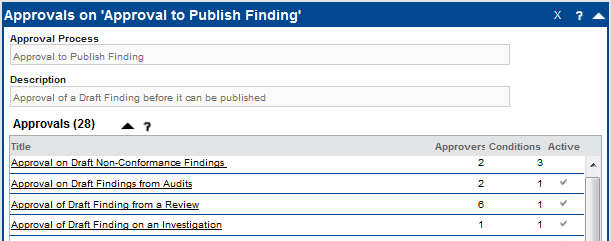 Approvals on 'Approval to Publish Finding' X ?
Approval Process
Approval to Publish Finding
Description
Approval of a Draft Finding before it can be published
Approvals (28) ?
Title Approvers Conditions Active
Approval on Draft Non-Conformance Findings 2 3
Approval on Draft Findings from Audits 2 1 ✓
Approval of Draft Finding from a Review 6 1 ✓
Approval of Draft Finding on an Investigation 1 1 ✓